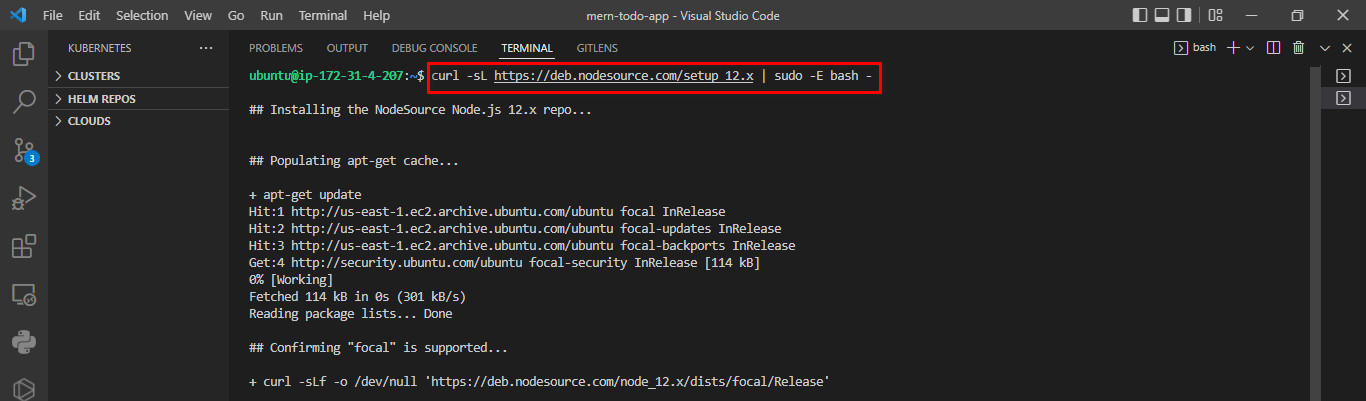 File Edit Selection View Go Run Terminal Help mern-todo-app - Visual Studio Code
KUBERNETES ··· PROBLEMS OUTPUT DEBUG CONSOLE TERMINAL GITLENS bash
CLUSTERS
HELM REPOS
CLOUDS
3
ubuntu@ip-172-31-4-207:~$ curl -sL https://deb.nodesource.com/setup_12.x | sudo -E bash -
## Installing the NodeSource Node.js 12.x repo...
## Populating apt-get cache...
+ apt-get update
Hit:1 http://us-east-1.ec2.archive.ubuntu.com/ubuntu focal InRelease
Hit:2 http://us-east-1.ec2.archive.ubuntu.com/ubuntu focal-updates InRelease
Hit:3 http://us-east-1.ec2.archive.ubuntu.com/ubuntu focal-backports InRelease
Get:4 http://security.ubuntu.com/ubuntu focal-security InRelease [114 kB]
0% [Working]
Fetched 114 kB in 0s (301 kB/s)
Reading package lists... Done
## Confirming "focal" is supported...
+ curl -sLf -o /dev/null 'https://deb.nodesource.com/node_12.x/dists/focal/Release'